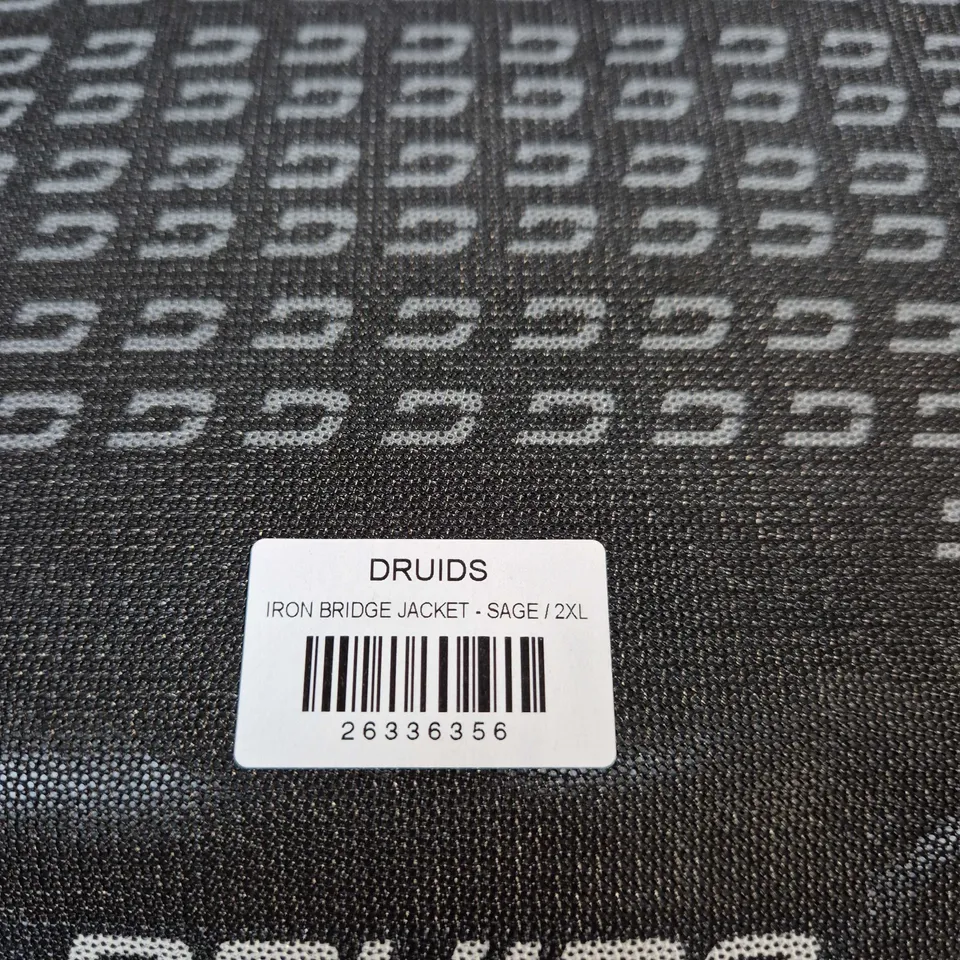 DRUIDS
IRON BRIDGE JACKET - SAGE / 2XL
26336356